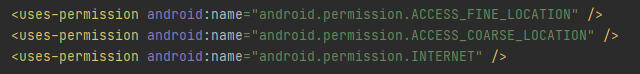 <uses-permission android:name="android.permission.ACCESS_FINE_LOCATION" />
<uses-permission android:name="android.permission.ACCESS_COARSE_LOCATION" />
<uses-permission android:name="android.permission.INTERNET" />